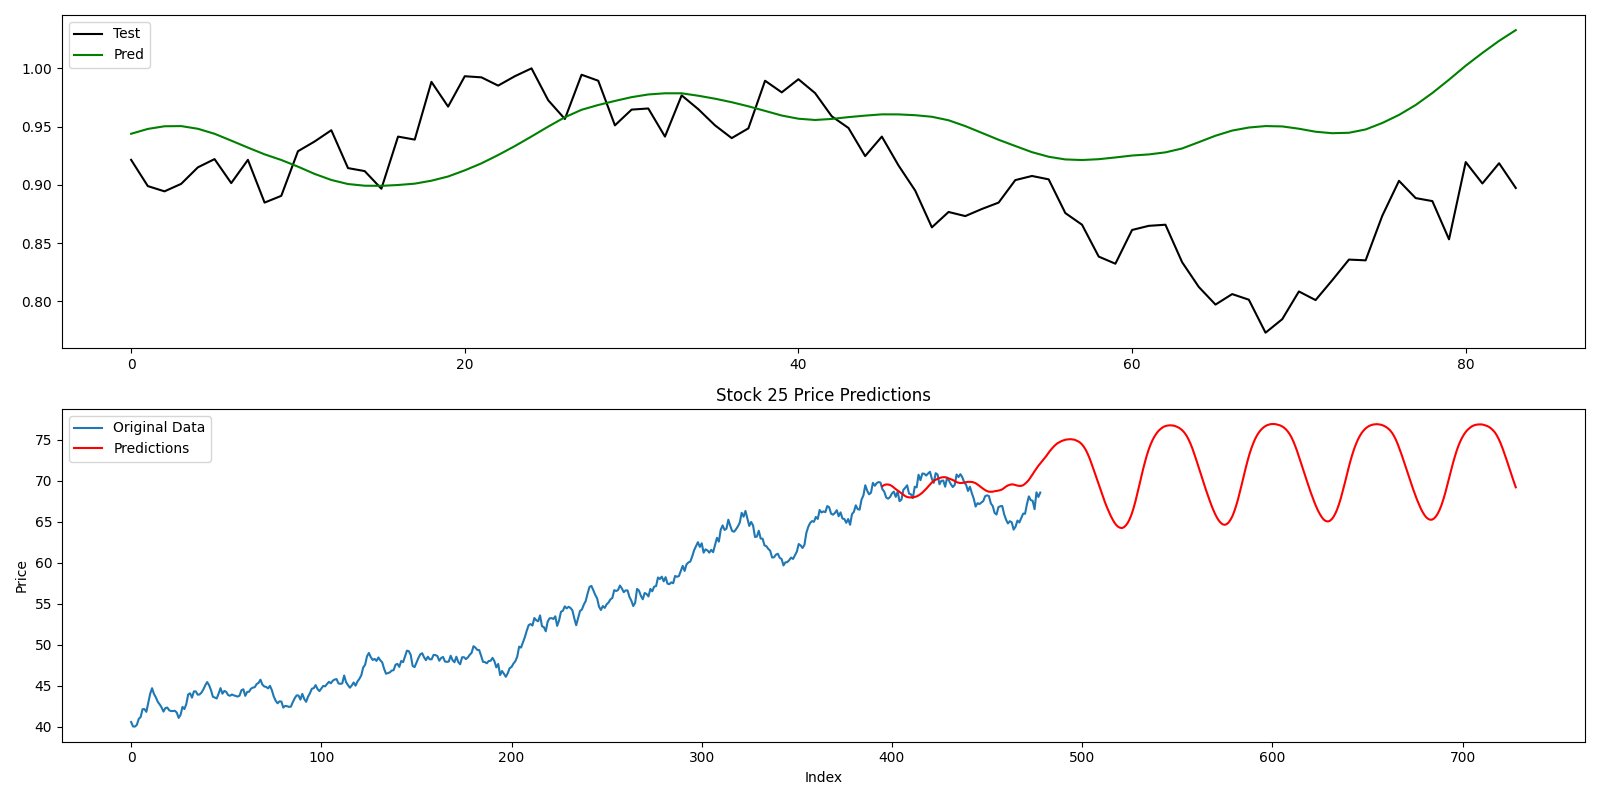 Test
Pred
1.00
0.95
0.90
0.85
0.80
0 20 40 60 80
Stock 25 Price Predictions
Original Data
Predictions
Price
75
70
65
60
55
50
45
40
0 100 200 300 400 500 600 700
Index